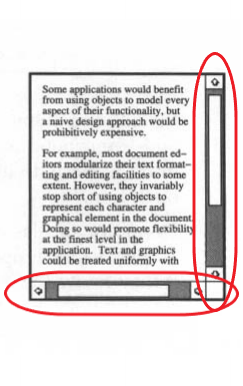 Some applications would benefit
from using objects to model every
aspect of their functionality, but
a naive design approach would be
prohibitively expensive.
For example, most document ed-
itors modularize their text format-
ting and editing facilities to some
extent. However, they invariably
stop short of using objects to
represent each character and
graphical element in the document.
Doing so would promote flexibility
at the finest level in the
application. Text and graphics
could be treated uniformly with